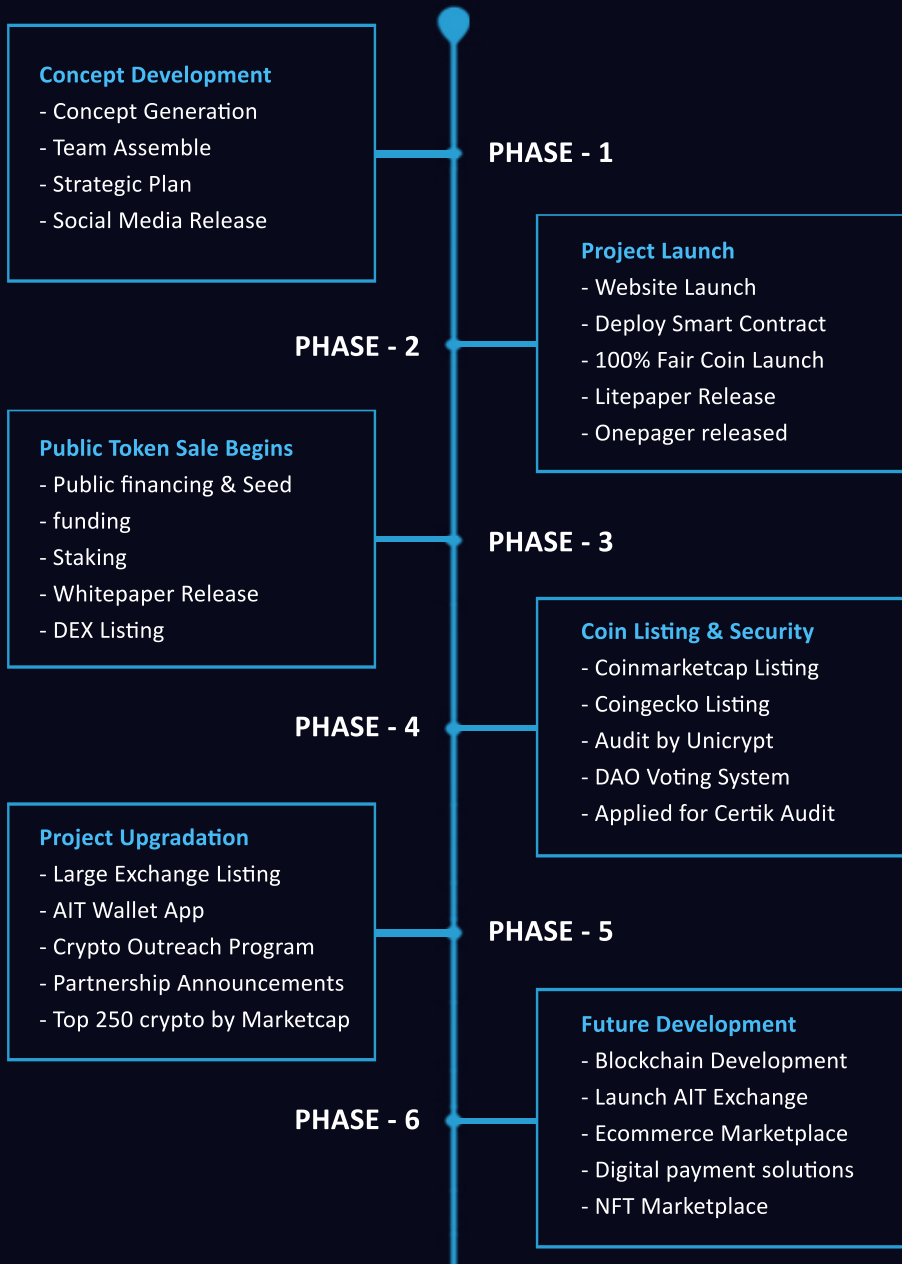 Concept Development
- Concept Generation
- Team Assemble
- Strategic Plan
- Social Media Release
PHASE - 1
Project Launch
- Website Launch
- Deploy Smart Contract
- 100% Fair Coin Launch
- Litepaper Release
- Onepager released
PHASE - 2
Public Token Sale Begins
- Public financing & Seed
- funding
- Staking
- Whitepaper Release
- DEX Listing
PHASE - 3
Coin Listing & Security
- Coinmarketcap Listing
- Coingecko Listing
- Audit by Unicrypt
- DAO Voting System
- Applied for Certik Audit
PHASE - 4
Project Upgradation
- Large Exchange Listing
- AIT Wallet App
- Crypto Outreach Program
- Partnership Announcements
- Top 250 crypto by Marketcap
PHASE - 5
Future Development
- Blockchain Development
- Launch AIT Exchange
- Ecommerce Marketplace
- Digital payment solutions
- NFT Marketplace
PHASE - 6